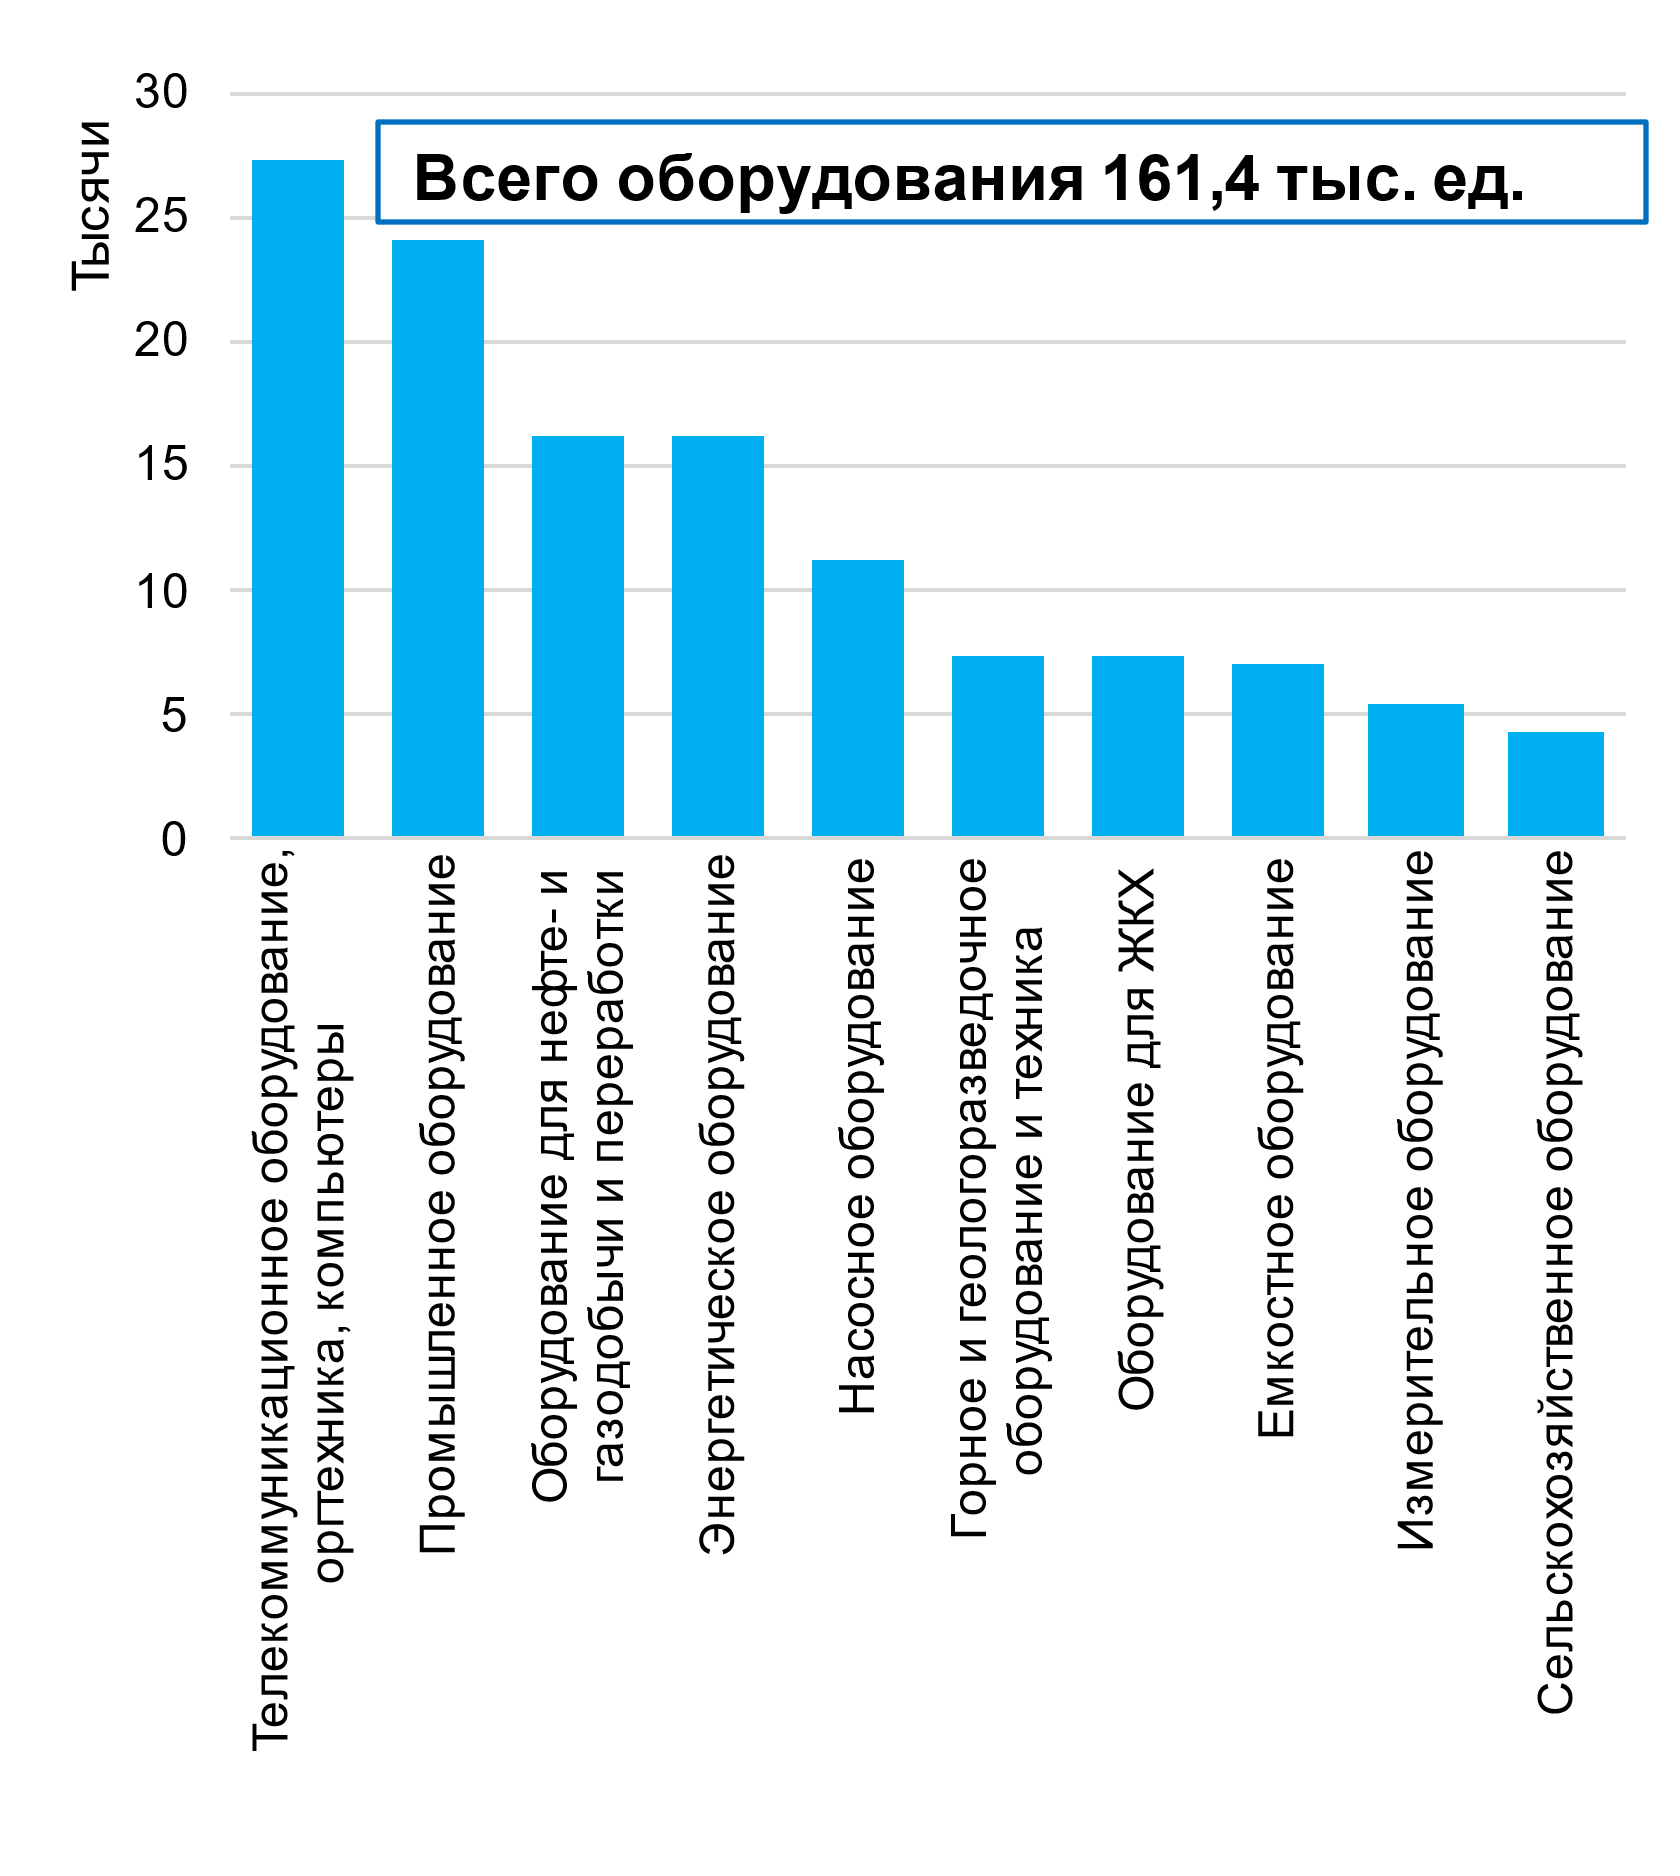 Тысячи
30
25
20
15
10
5
0
Всего оборудования 161,4 тыс. ед.
Телекоммуникационное оборудование,
оргтехника, компьютеры
Промышленное оборудование
Оборудование для нефте- и
газодобычи и переработки
Энергетическое оборудование
Насосное оборудование
Горное и геологоразведочное
оборудование и техника
Оборудование для ЖКХ
Емкостное оборудование
Измерительное оборудование
Сельскохозяйственное оборудование